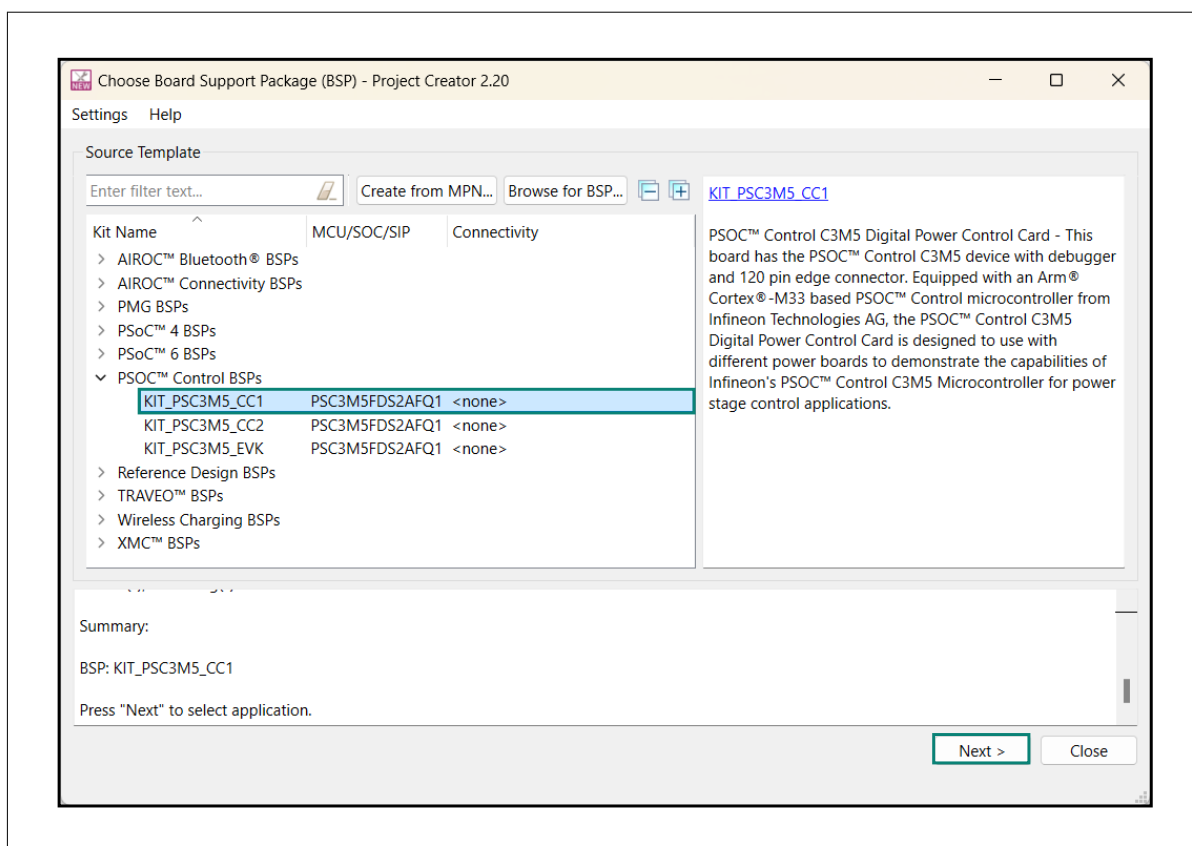 NEW
Choose Board Support Package (BSP) - Project Creator 2.20
Settings Help
Source Template
Enter filter text...
Create from MPN...
Browse for BSP...
Kit Name MCU/SOC/SIP Connectivity
AIROC™ Bluetooth® BSPs
AIROC™ Connectivity BSPs
PMG BSPs
PSoC™ 4 BSPs
PSoC™ 6 BSPs
PSOC™ Control BSPs
KIT_PSC3M5_CC1 PSC3M5FDS2AFQ1 <none>
KIT_PSC3M5_CC2 PSC3M5FDS2AFQ1 <none>
KIT_PSC3M5_EVK PSC3M5FDS2AFQ1 <none>
Reference Design BSPs
TRAVEO™ BSPs
Wireless Charging BSPs
XMC™ BSPs
KIT_PSC3M5_CC1
PSOC™ Control C3M5 Digital Power Control Card - This
board has the PSOC™ Control C3M5 device with debugger
and 120 pin edge connector. Equipped with an Arm®
Cortex®-M33 based PSOC™ Control microcontroller from
Infineon Technologies AG, the PSOC™ Control C3M5
Digital Power Control Card is designed to use with
different power boards to demonstrate the capabilities of
Infineon's PSOC™ Control C3M5 Microcontroller for power
stage control applications.
Summary:
BSP: KIT_PSC3M5_CC1
Press "Next" to select application.
Next >
Close